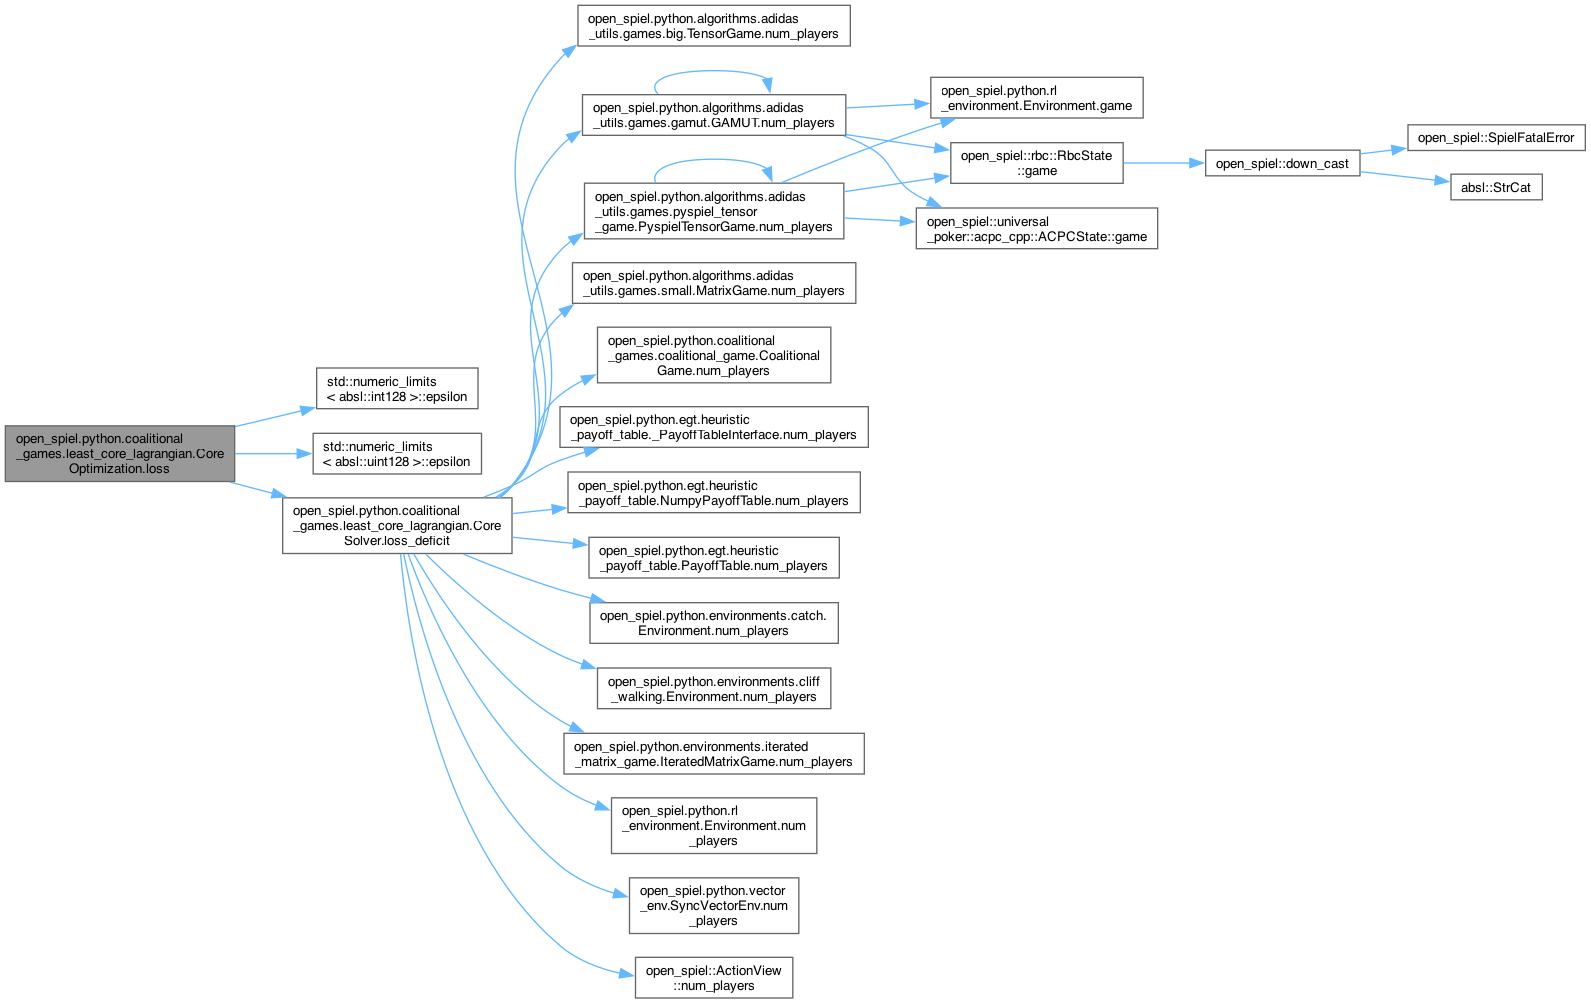 open_spiel.python.coalitional
_games.least_core_lagrangian.Core
Optimization.loss
std::numeric_limits
< absl::int128 >::epsilon
std::numeric_limits
< absl::uint128 >::epsilon
open_spiel.python.coalitional
_games.least_core_lagrangian.Core
Solver.loss_deficit
open_spiel.python.algorithms.adidas
_utils.games.big.TensorGame.num_players
open_spiel.python.algorithms.adidas
_utils.games.gamut.GAMUT.num_players
open_spiel.python.algorithms.adidas
_utils.games.pyspiel_tensor
_game.PyspielTensorGame.num_players
open_spiel.python.algorithms.adidas
_utils.games.small.MatrixGame.num_players
open_spiel.python.coalitional
_games.coalitional_game.Coalitional
Game.num_players
open_spiel.python.egt.heuristic
_payoff_table._PayoffTableInterface.num_players
open_spiel.python.egt.heuristic
_payoff_table.NumpyPayoffTable.num_players
open_spiel.python.egt.heuristic
_payoff_table.PayoffTable.num_players
open_spiel.python.environments.catch.
Environment.num_players
open_spiel.python.environments.cliff
_walking.Environment.num_players
open_spiel.python.environments.iterated
_matrix_game.IteratedMatrixGame.num_players
open_spiel.python.rl
_environment.Environment.num
_players
open_spiel.python.vector
_env.SyncVectorEnv.num
_players
open_spiel::ActionView
::num_players
open_spiel.python.rl
_environment.Environment.game
open_spiel::rbc::RbcState
::game
open_spiel::universal
_poker::acpc_cpp::ACPCState::game
open_spiel::down_cast
open_spiel::SpielFatalError
absl::StrCat